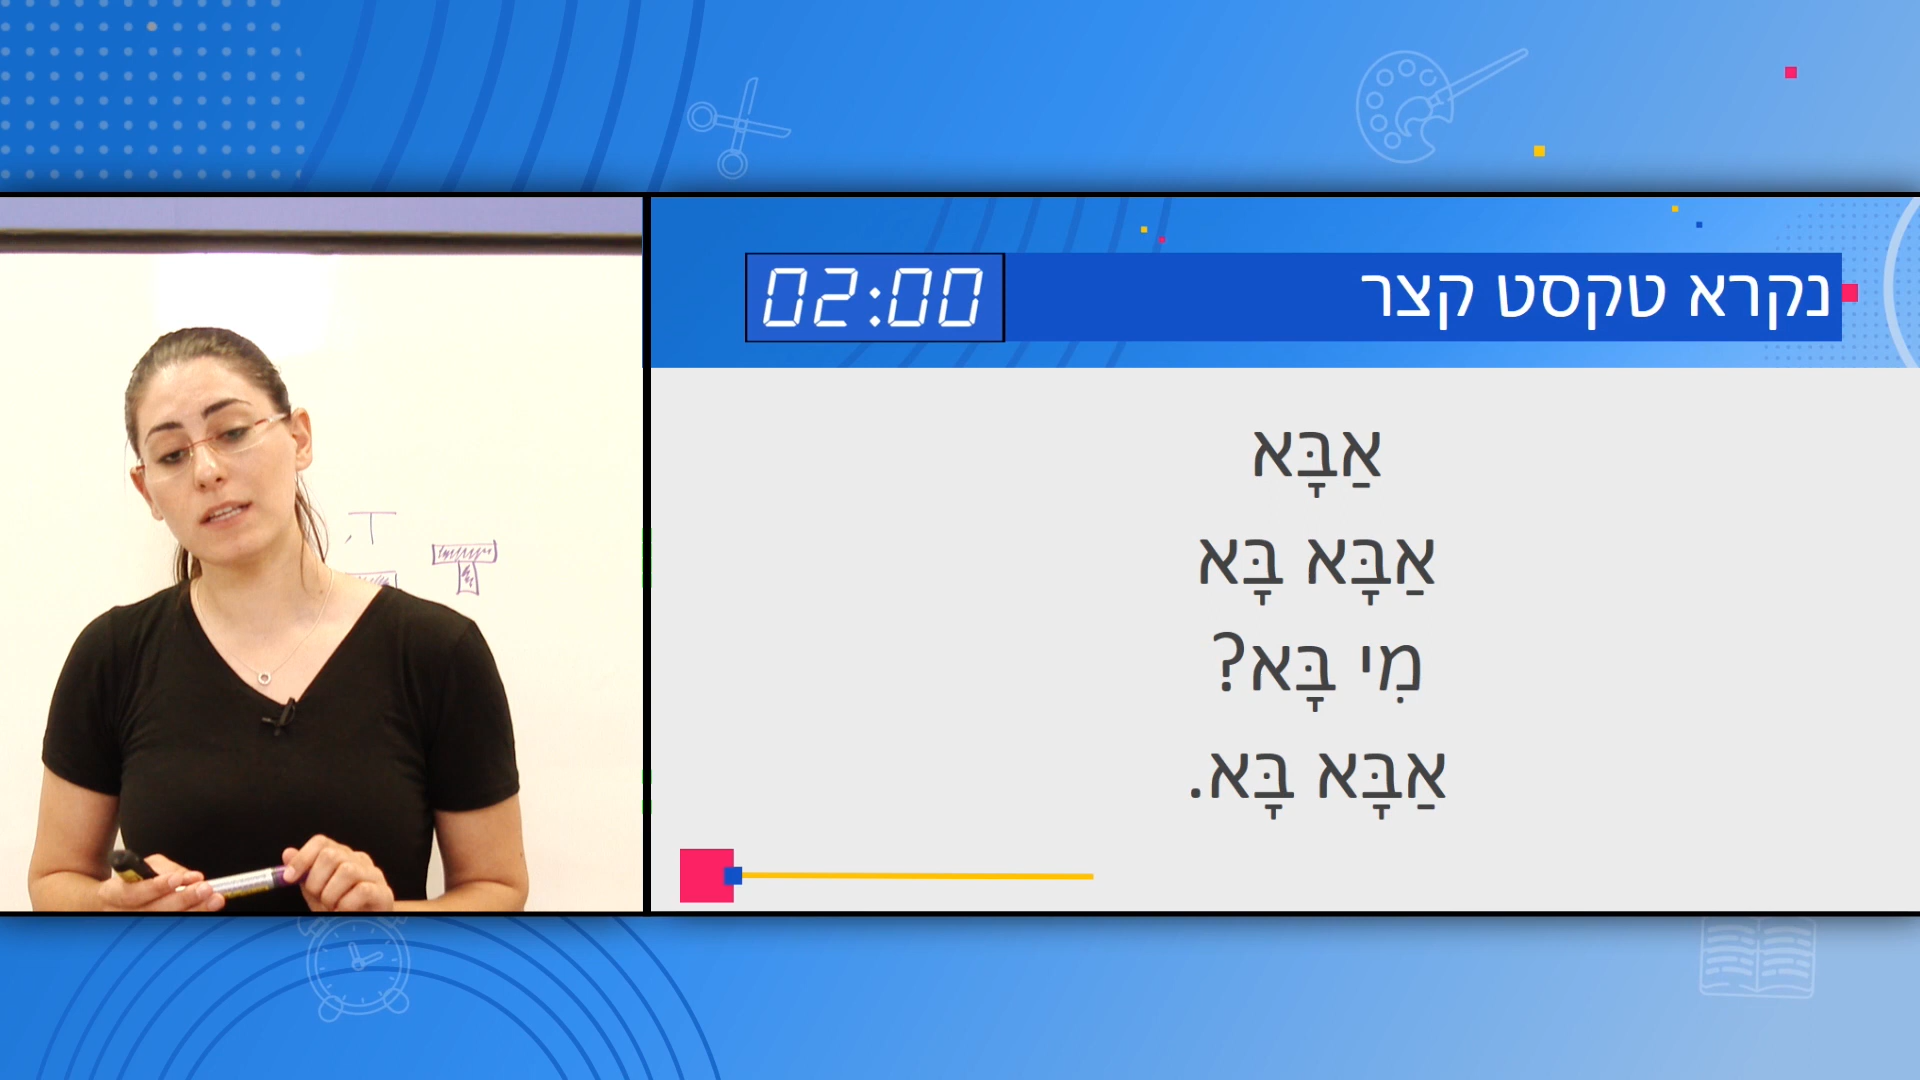 נקרא טקסט קצר
02:00
אַבָּא
אַבָּא בָּא
מִי בָּא?
אַבָּא בָּא.